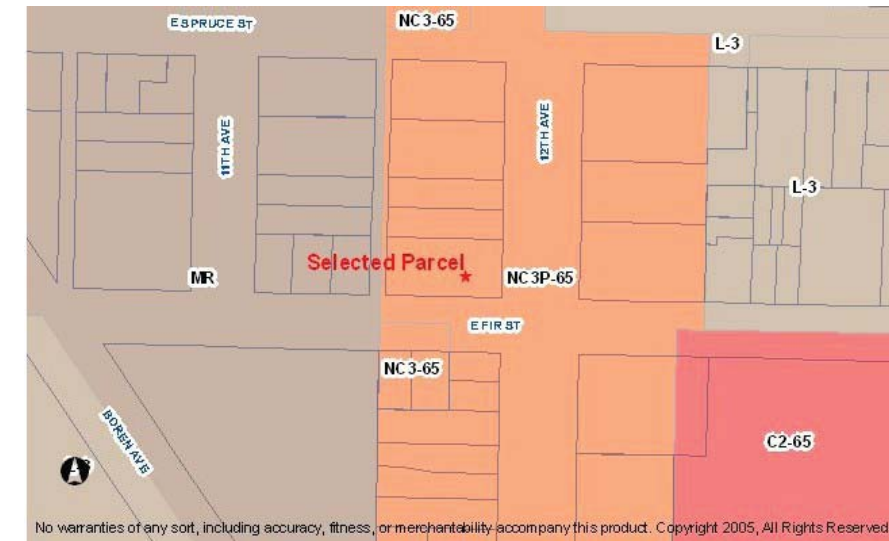 E SPRUCE ST
NC3-65
L-3
11TH AVE
12TH AVE
L-3
Selected Parcel
MR
NC3P-65
E FIR ST
NC3-65
BOREN AVE
C2-65
No warranties of any sort, including accuracy, fitness, or merchantability accompany this product. Copyright 2005, All Rights Reserved